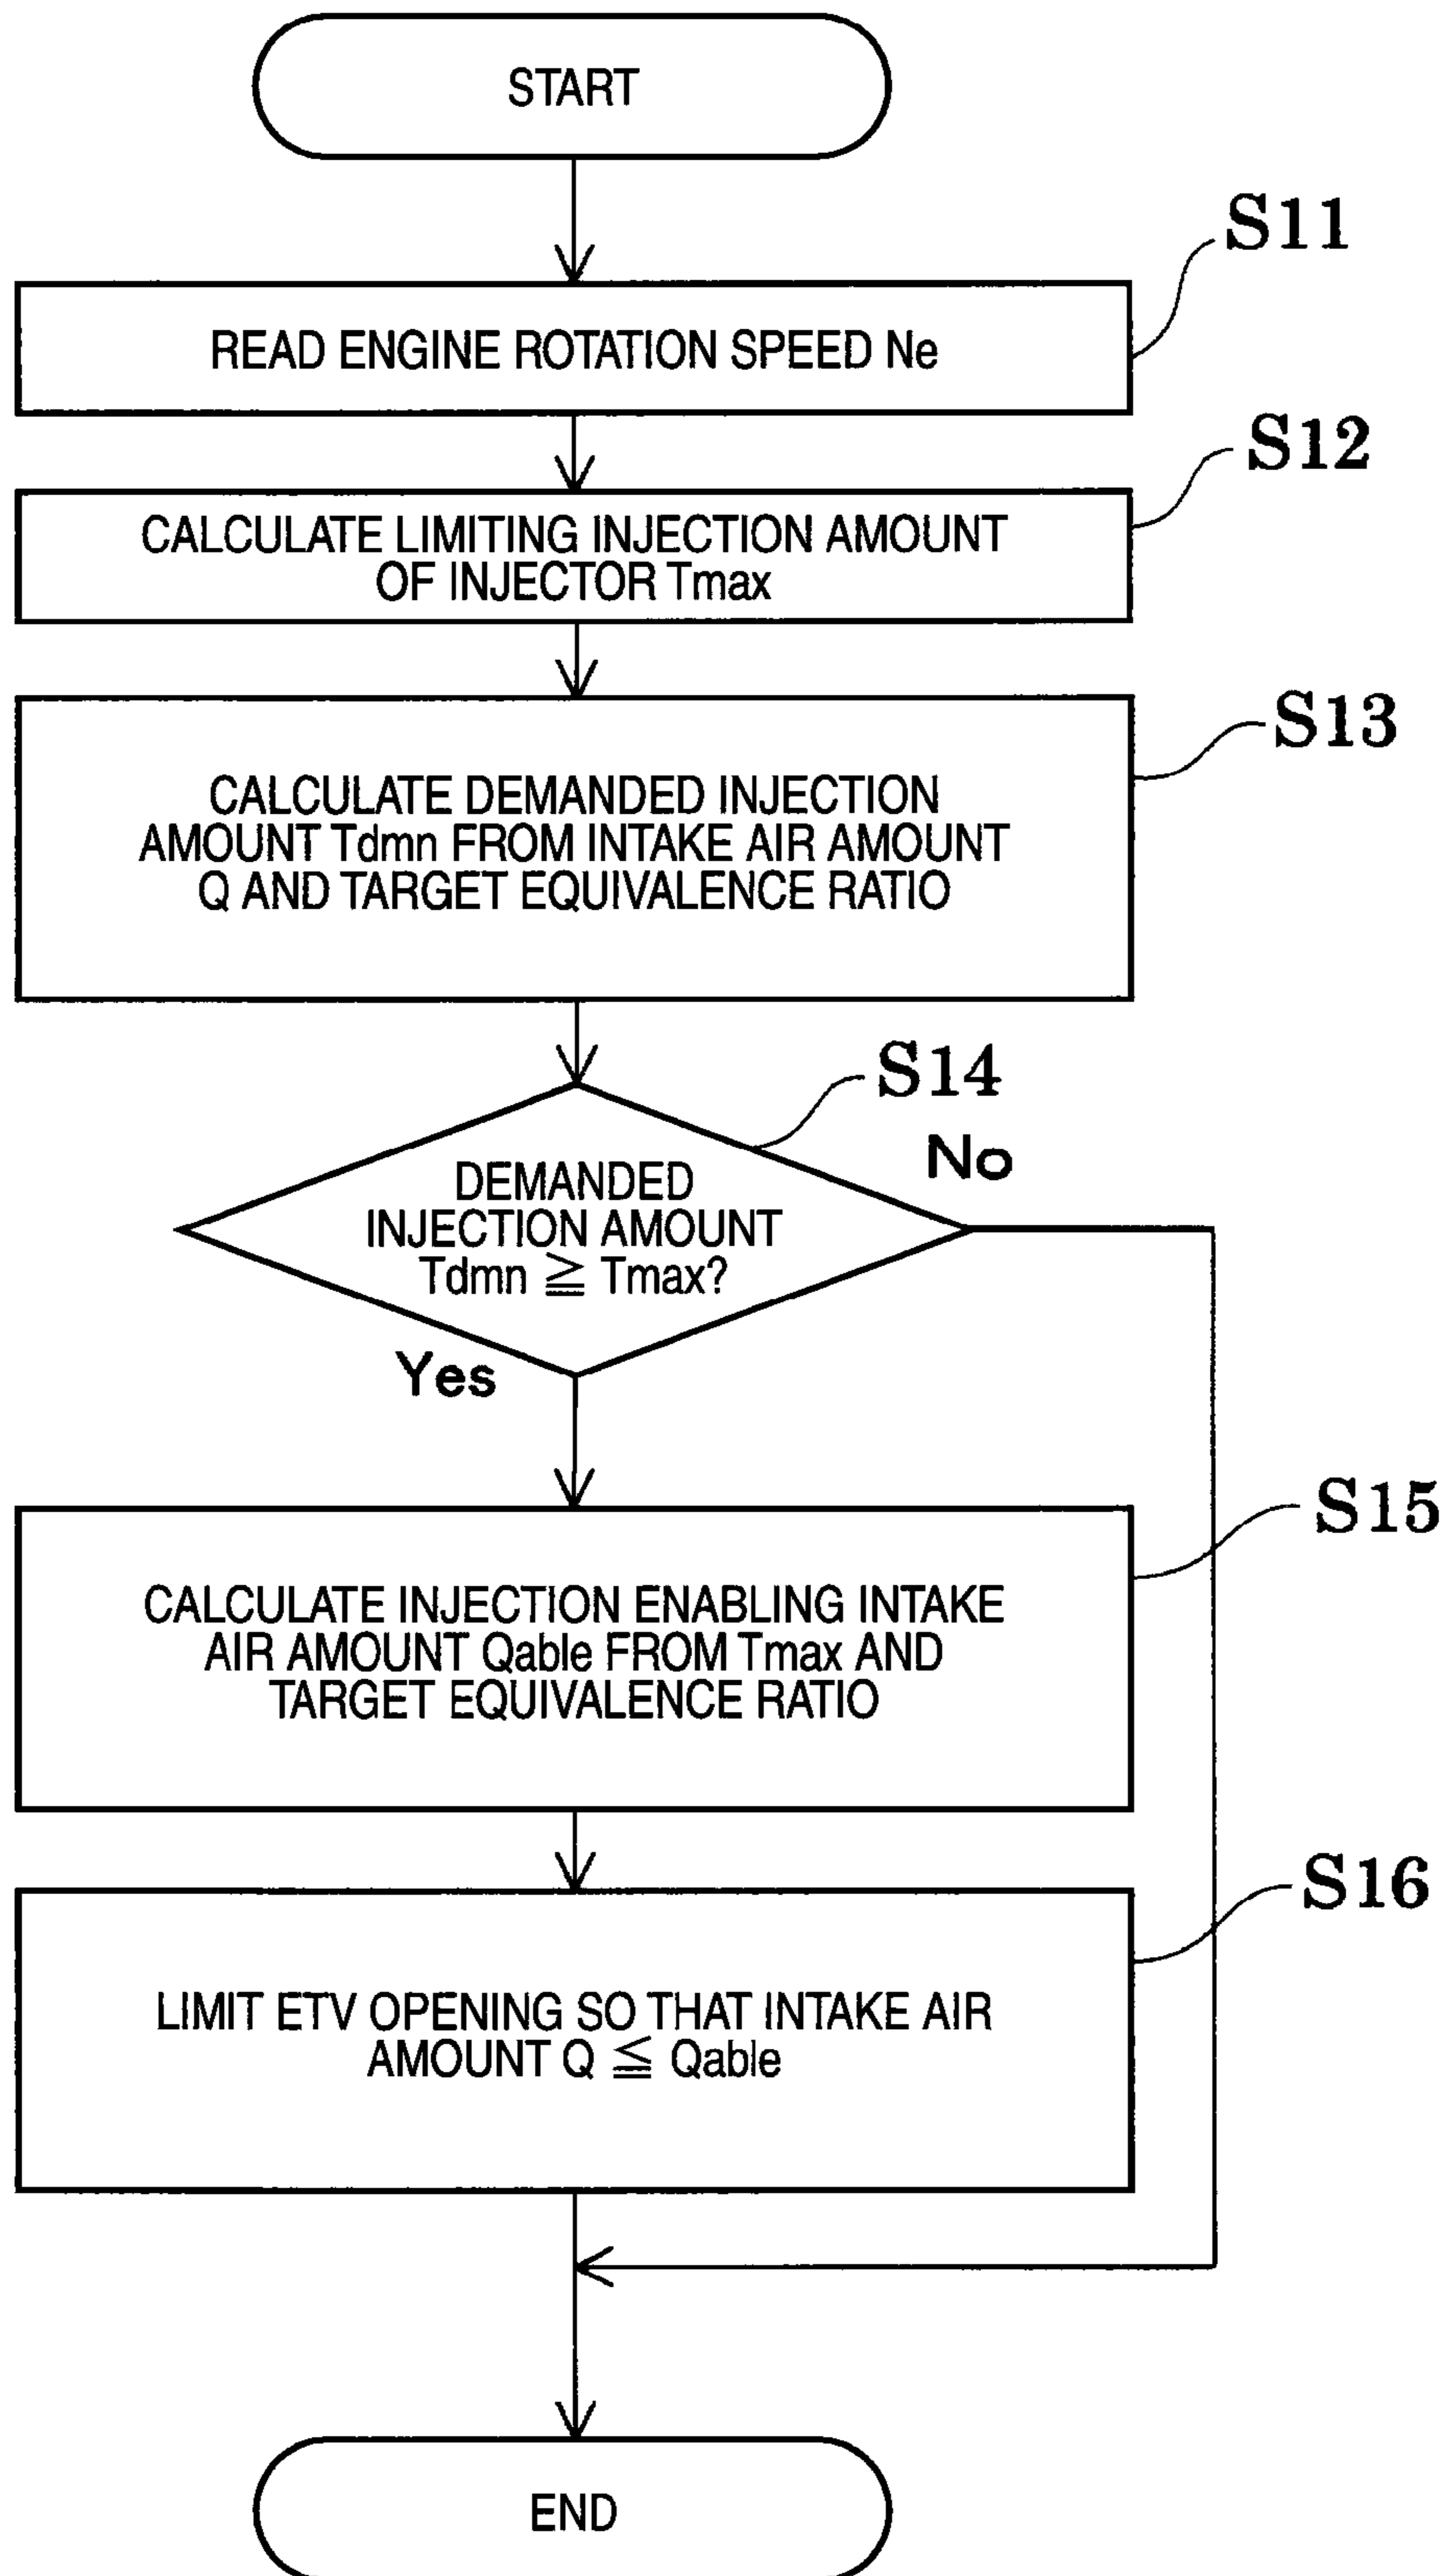 START
S11
READ ENGINE ROTATION SPEED Ne
S12
CALCULATE LIMITING INJECTION AMOUNT
OF INJECTOR Tmax
S13
CALCULATE DEMANDED INJECTION
AMOUNT Tdmn FROM INTAKE AIR AMOUNT
Q AND TARGET EQUIVALENCE RATIO
S14
No
DEMANDED
INJECTION AMOUNT
Tdmn ≧ Tmax?
Yes
S15
CALCULATE INJECTION ENABLING INTAKE
AIR AMOUNT Qable FROM Tmax AND
TARGET EQUIVALENCE RATIO
S16
LIMIT ETV OPENING SO THAT INTAKE AIR
AMOUNT Q ≦ Qable
END